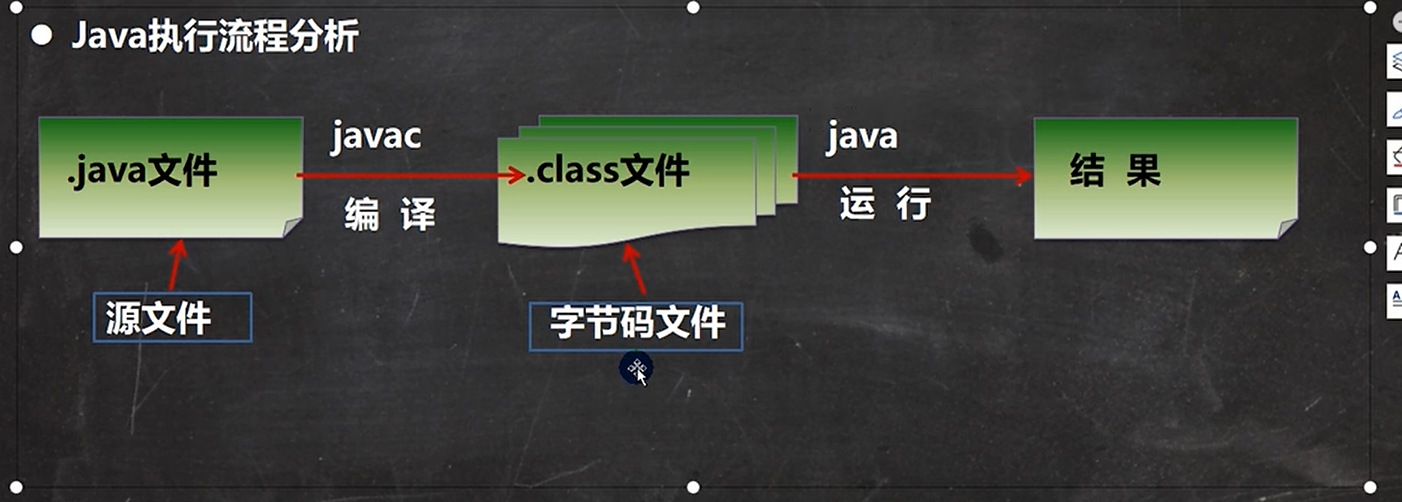 Java执行流程分析
.java文件
javac
编 译
.class文件
java
运 行
结 果
源文件
字节码文件